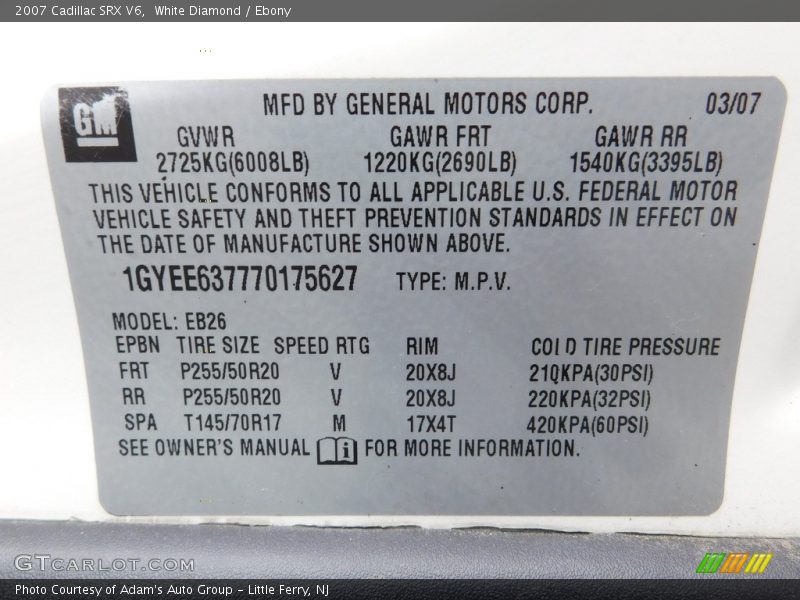 2007 Cadillac SRX V6,  White Diamond / Ebony
GM
MFD BY GENERAL MOTORS CORP. 03/07
GVWR GAWR FRT GAWR RR
2725KG(6008LB) 1220KG(2690LB) 1540KG(3395LB)
THIS VEHICLE CONFORMS TO ALL APPLICABLE U.S. FEDERAL MOTOR
VEHICLE SAFETY AND THEFT PREVENTION STANDARDS IN EFFECT ON
THE DATE OF MANUFACTURE SHOWN ABOVE.
1GYEE637770175627 TYPE: M.P.V.
MODEL: EB26
EPBN TIRE SIZE SPEED RTG RIM COLD TIRE PRESSURE
FRT P255/50R20 V 20X8J 210KPA(30PSI)
RR P255/50R20 V 20X8J 220KPA(32PSI)
SPA T145/70R17 M 17X4T 420KPA(60PSI)
SEE OWNER'S MANUAL i FOR MORE INFORMATION.
GTCARLOT.COM
Photo Courtesy of Adam's Auto Group – Little Ferry, NJ